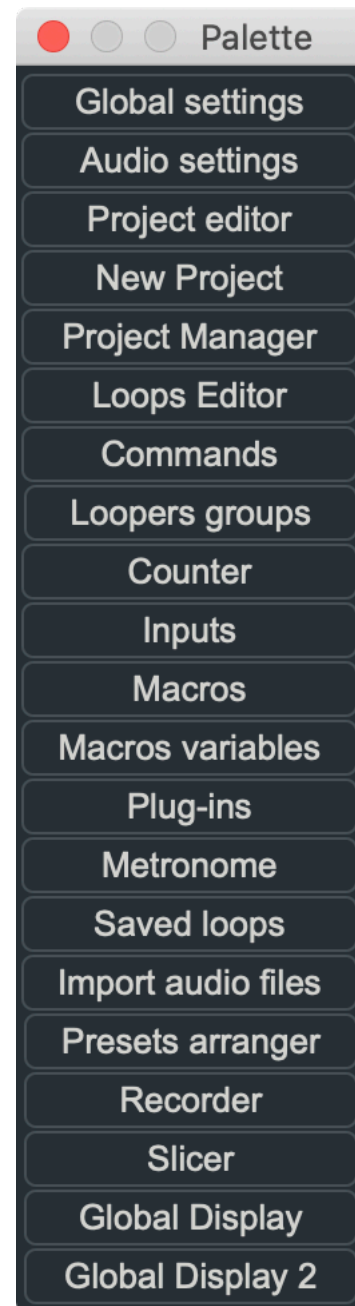 Palette
Global settings
Audio settings
Project editor
New Project
Project Manager
Loops Editor
Commands
Loopers groups
Counter
Inputs
Macros
Macros variables
Plug-ins
Metronome
Saved loops
Import audio files
Presets arranger
Recorder
Slicer
Global Display
Global Display 2